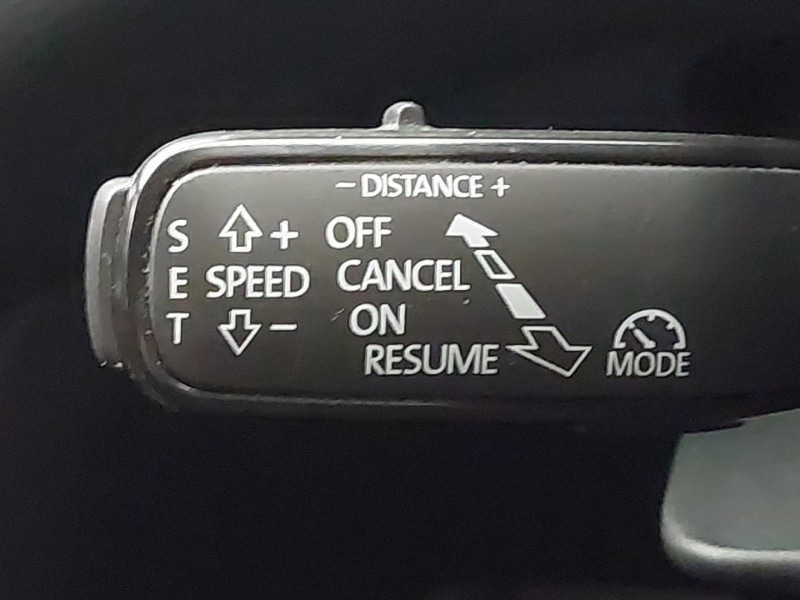 − DISTANCE +
S + OFF
E SPEED CANCEL
T − ON
RESUME MODE